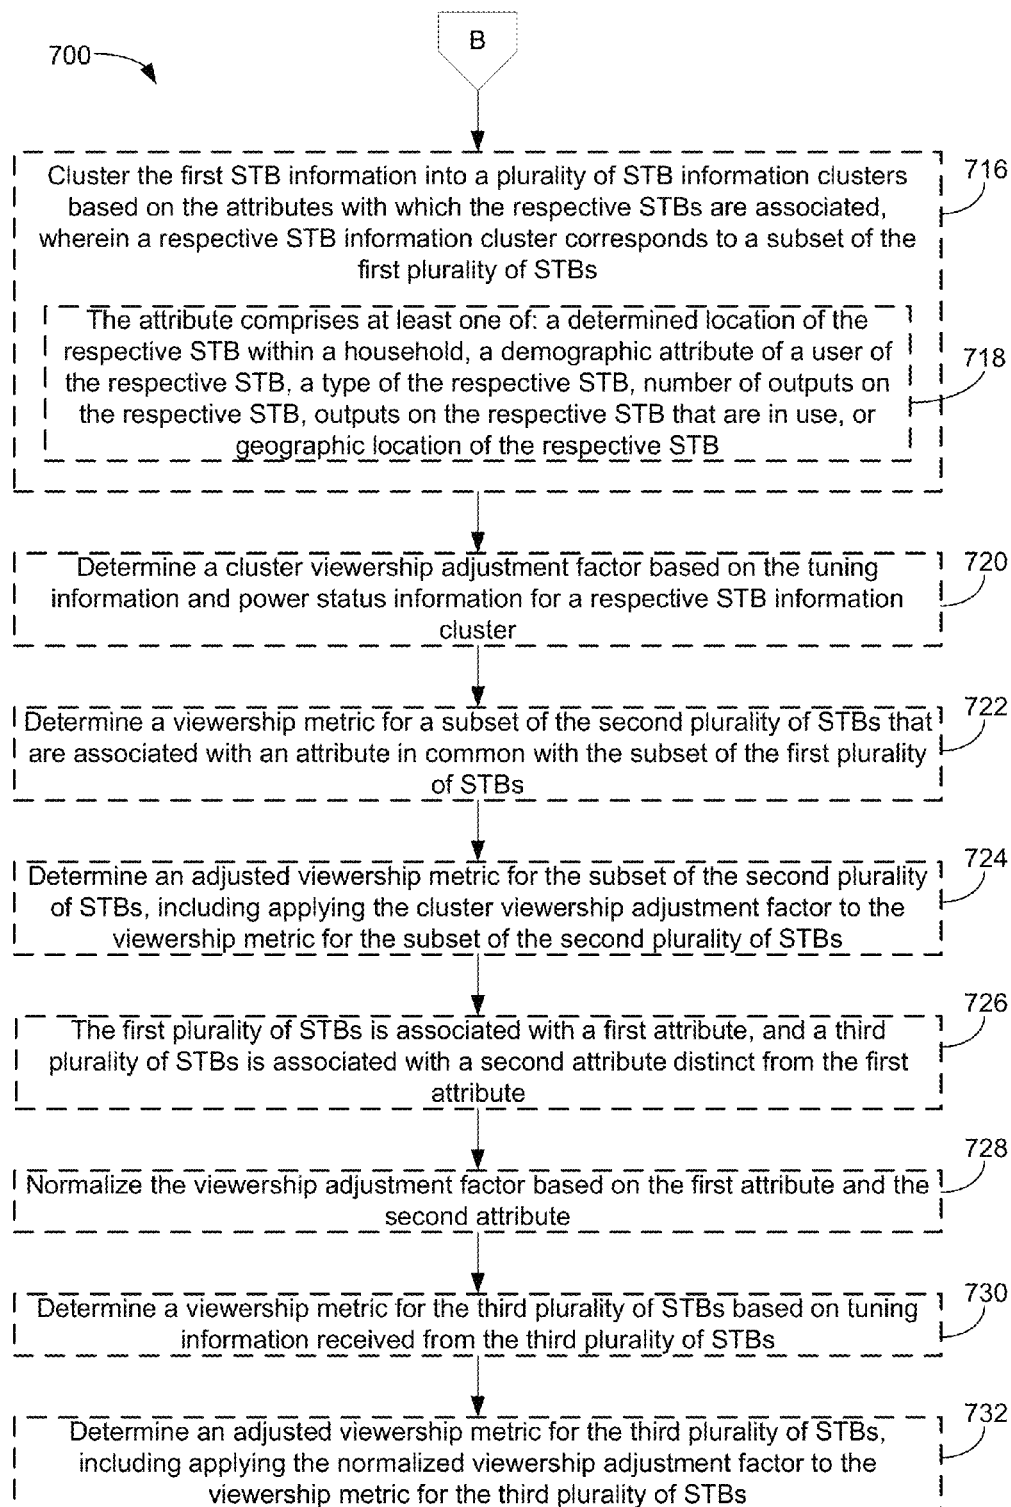 B
700
Cluster the first STB information into a plurality of STB information clusters
based on the attributes with which the respective STBs are associated,
wherein a respective STB information cluster corresponds to a subset of the
first plurality of STBs
716
The attribute comprises at least one of: a determined location of the
respective STB within a household, a demographic attribute of a user of
the respective STB, a type of the respective STB, number of outputs on
the respective STB, outputs on the respective STB that are in use, or
geographic location of the respective STB
718
Determine a cluster viewership adjustment factor based on the tuning
information and power status information for a respective STB information
cluster
720
Determine a viewership metric for a subset of the second plurality of STBs that
are associated with an attribute in common with the subset of the first plurality
of STBs
722
Determine an adjusted viewership metric for the subset of the second plurality
of STBs, including applying the cluster viewership adjustment factor to the
viewership metric for the subset of the second plurality of STBs
724
The first plurality of STBs is associated with a first attribute, and a third
plurality of STBs is associated with a second attribute distinct from the first
attribute
726
Normalize the viewership adjustment factor based on the first attribute and the
second attribute
728
Determine a viewership metric for the third plurality of STBs based on tuning
information received from the third plurality of STBs
730
Determine an adjusted viewership metric for the third plurality of STBs,
including applying the normalized viewership adjustment factor to the
viewership metric for the third plurality of STBs
732